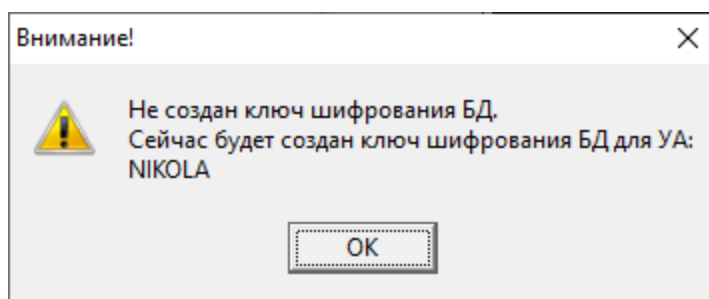 Внимание!
Не создан ключ шифрования БД.
Сейчас будет создан ключ шифрования БД для УА:
NIKOLA
OK